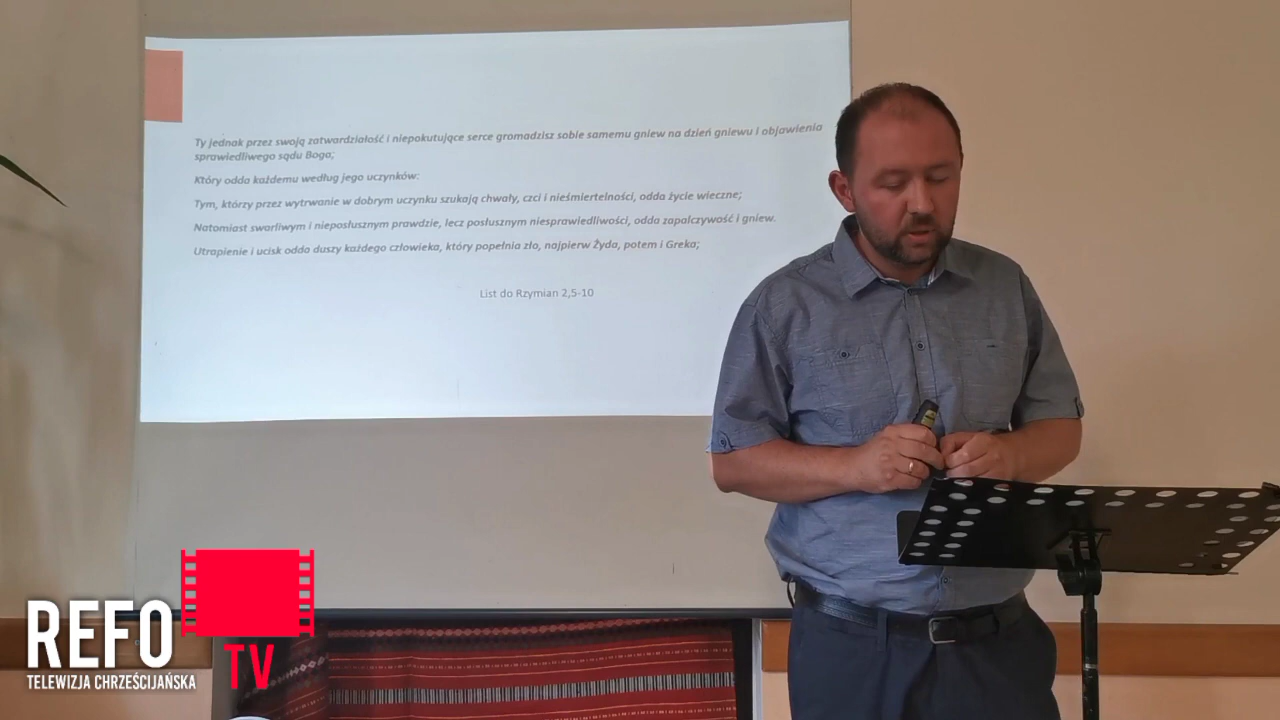 Ty jednak przez swoją zatwardziałość i niepokutujące serce gromadzisz sobie samemu gniew na dzień gniewu i objawienia
sprawiedliwego sądu Boga;
Który odda każdemu według jego uczynków:
Tym, którzy przez wytrwanie w dobrym uczynku szukają chwały, czci i nieśmiertelności, odda życie wieczne;
Natomiast swarliwym i nieposłusznym prawdzie, lecz posłusznym niesprawiedliwości, odda zapalczywość i gniew.
Utrapienie i ucisk odda duszy każdego człowieka, który popełnia zło, najpierw Żyda, potem i Greka;
List do Rzymian 2,5-10
REFO
TV
TELEWIZJA CHRZEŚCIJAŃSKA